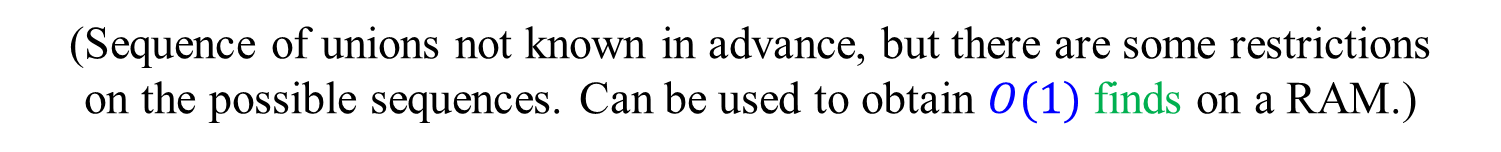 (Sequence of unions not known in advance, but there are some restrictions
on the possible sequences. Can be used to obtain O(1) finds on a RAM.)